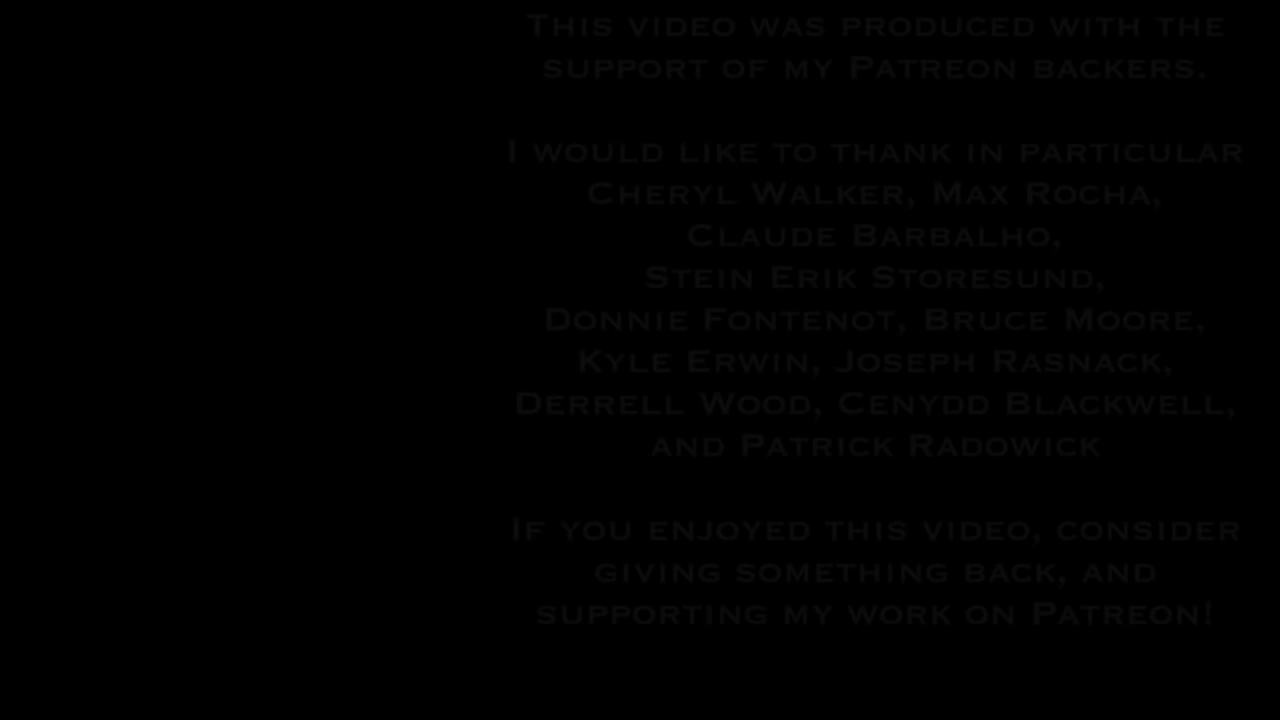 This video was produced with the
support of my Patreon backers.
I would like to thank in particular
Cheryl Walker, Max Rocha,
Claude Barbalho,
Stein Erik Storesund,
Donnie Fontenot, Bruce Moore,
Kyle Erwin, Joseph Rasnack,
Derrell Wood, Cenydd Blackwell,
and Patrick Radowick
If you enjoyed this video, consider
giving something back, and
supporting my work on Patreon!